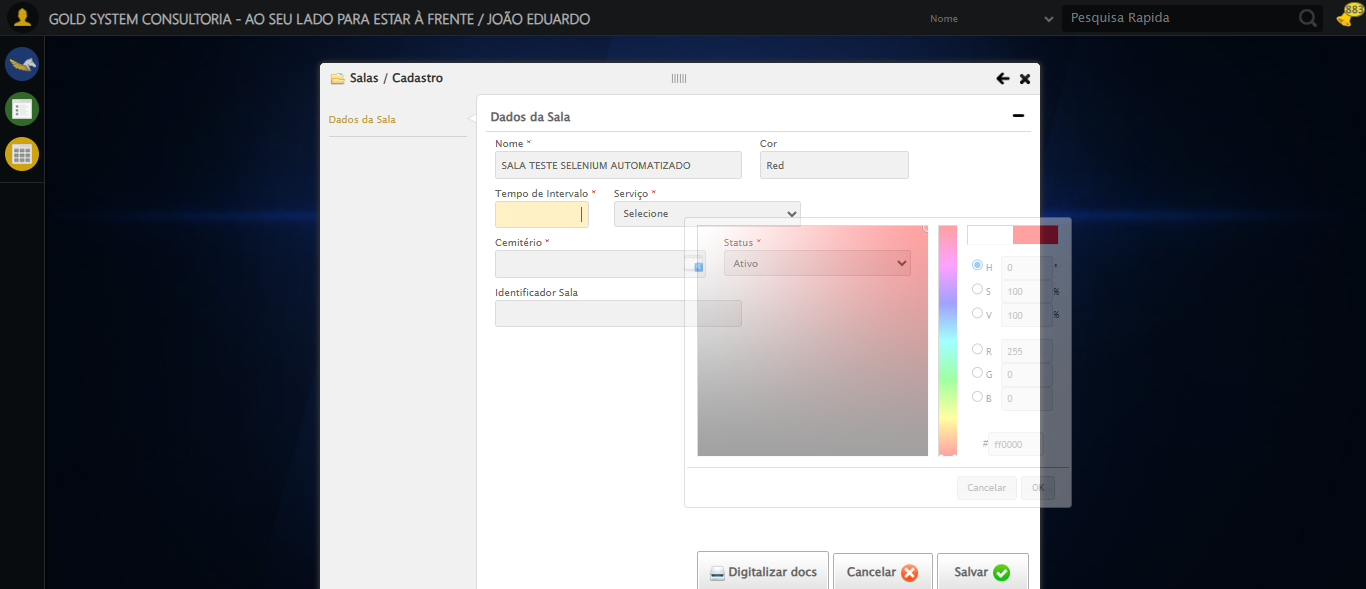 GOLD SYSTEM CONSULTORIA - AO SEU LADO PARA ESTAR À FRENTE / JOÃO EDUARDO
Nome
Pesquisa Rapida
883
Salas / Cadastro
Dados da Sala
Dados da Sala
Nome *
Cor
SALA TESTE SELENIUM AUTOMATIZADO
Red
Tempo de Intervalo *
Serviço *
Selecione
Cemitério *
Status *
Ativo
Identificador Sala
H 0 °
S 100 %
V 100 %
R 255
G 0
B 0
# ff0000
Cancelar
OK
Digitalizar docs
Cancelar
Salvar